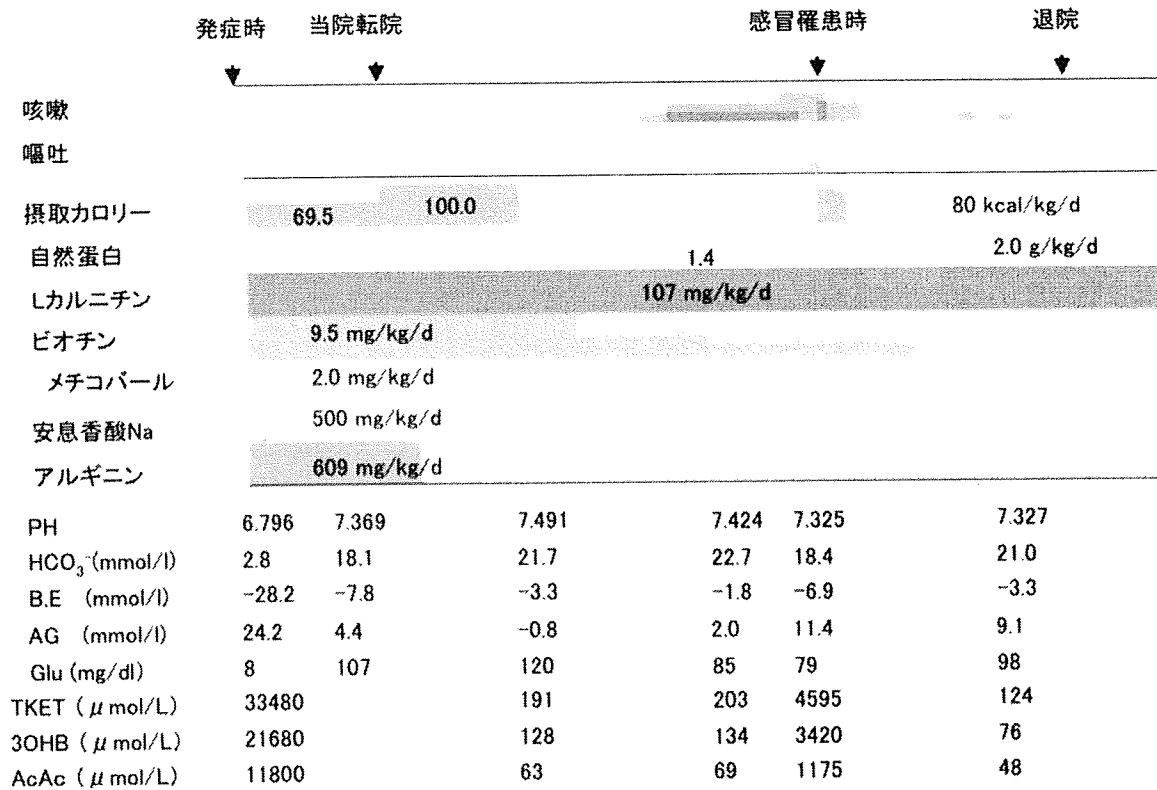 発症時 当院転院 感冒罹患時 退院
咳嗽
嘔吐
摂取カロリー 69.5 100.0 80 kcal/kg/d
自然蛋白 1.4 2.0 g/kg/d
Lカルニチン 107 mg/kg/d
ビオチン 9.5 mg/kg/d
メチコバール 2.0 mg/kg/d
安息香酸Na 500 mg/kg/d
アルギニン 609 mg/kg/d
PH 6.796 7.369 7.491 7.424 7.325 7.327
HCO₃⁻(mmol/l) 2.8 18.1 21.7 22.7 18.4 21.0
B.E (mmol/l) -28.2 -7.8 -3.3 -1.8 -6.9 -3.3
AG (mmol/l) 24.2 4.4 -0.8 2.0 11.4 9.1
Glu (mg/dl) 8 107 120 85 79 98
TKET (μmol/L) 33480 191 203 4595 124
3OHB (μmol/L) 21680 128 134 3420 76
AcAc (μmol/L) 11800 63 69 1175 48